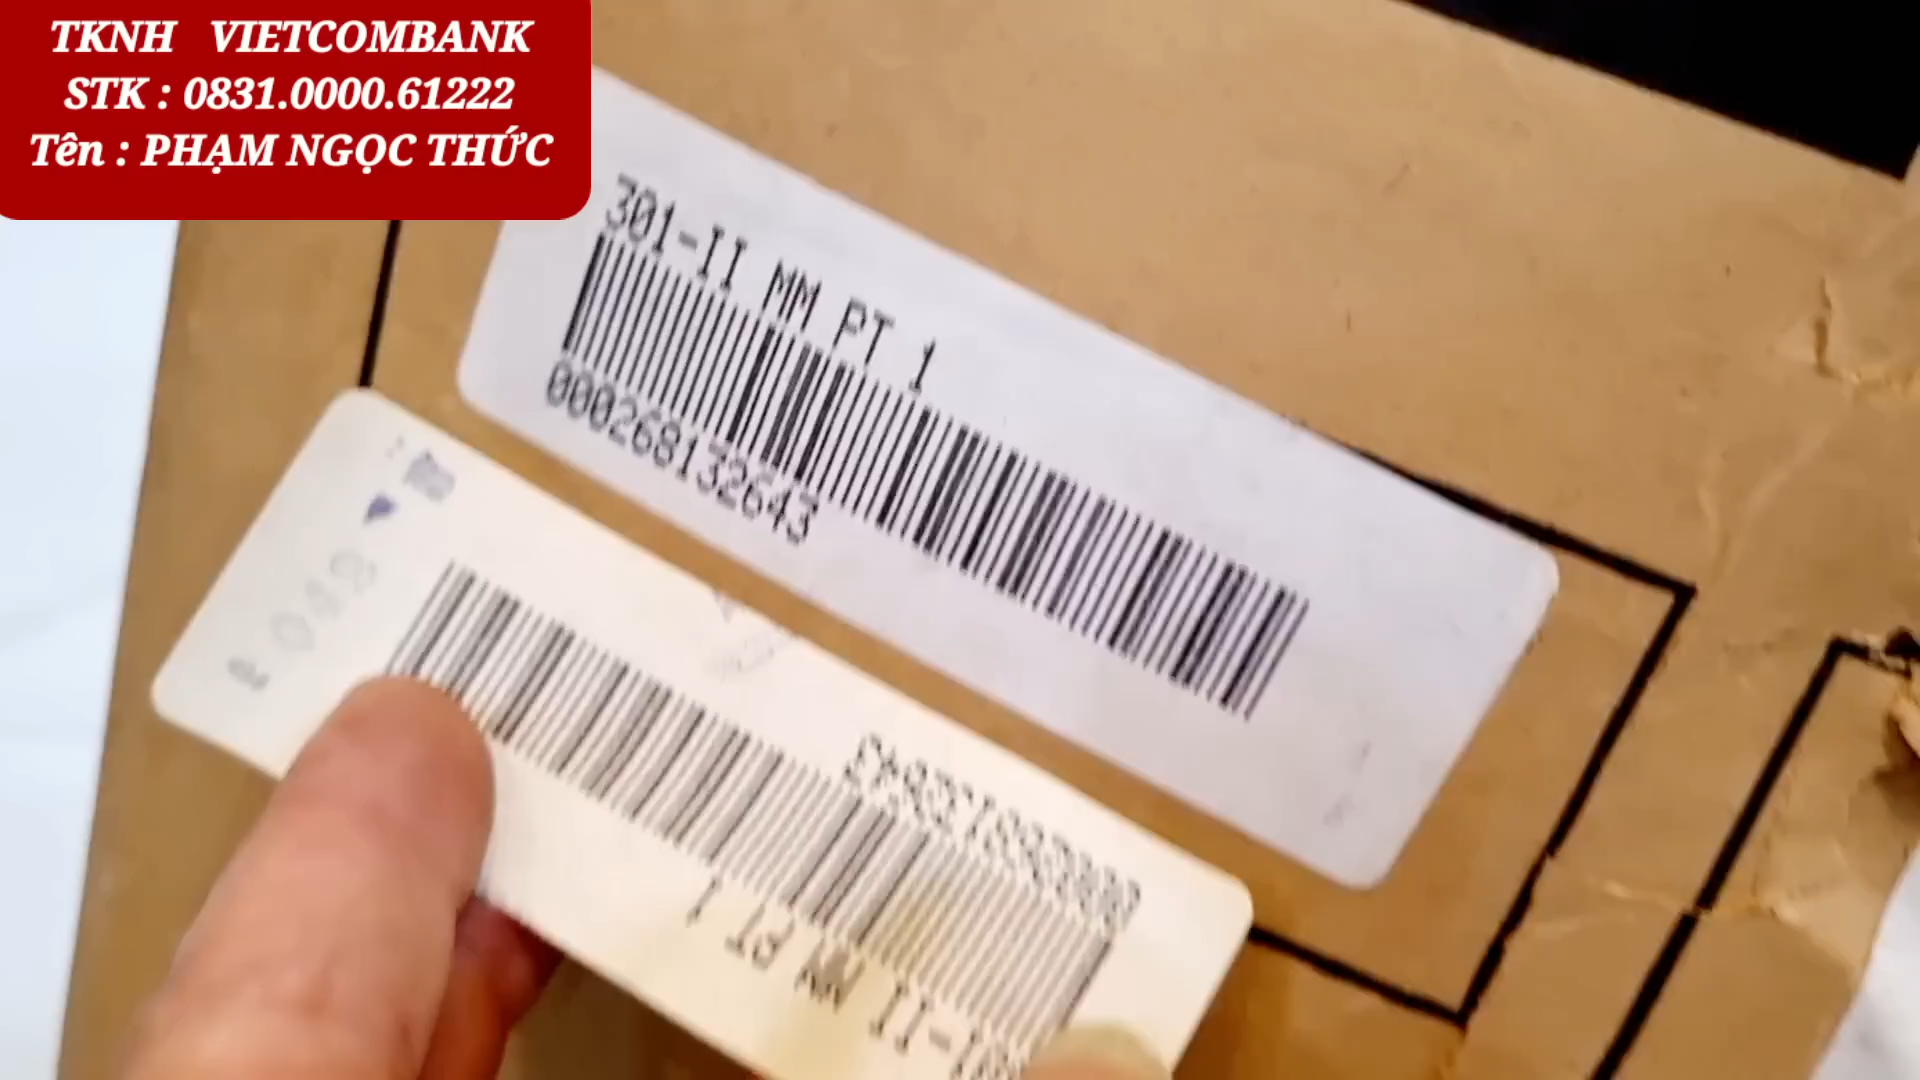 TKNH VIETCOMBANK
STK : 0831.0000.61222
Tên : PHẠM NGỌC THỨC
301-II MM PT 1
000268132643